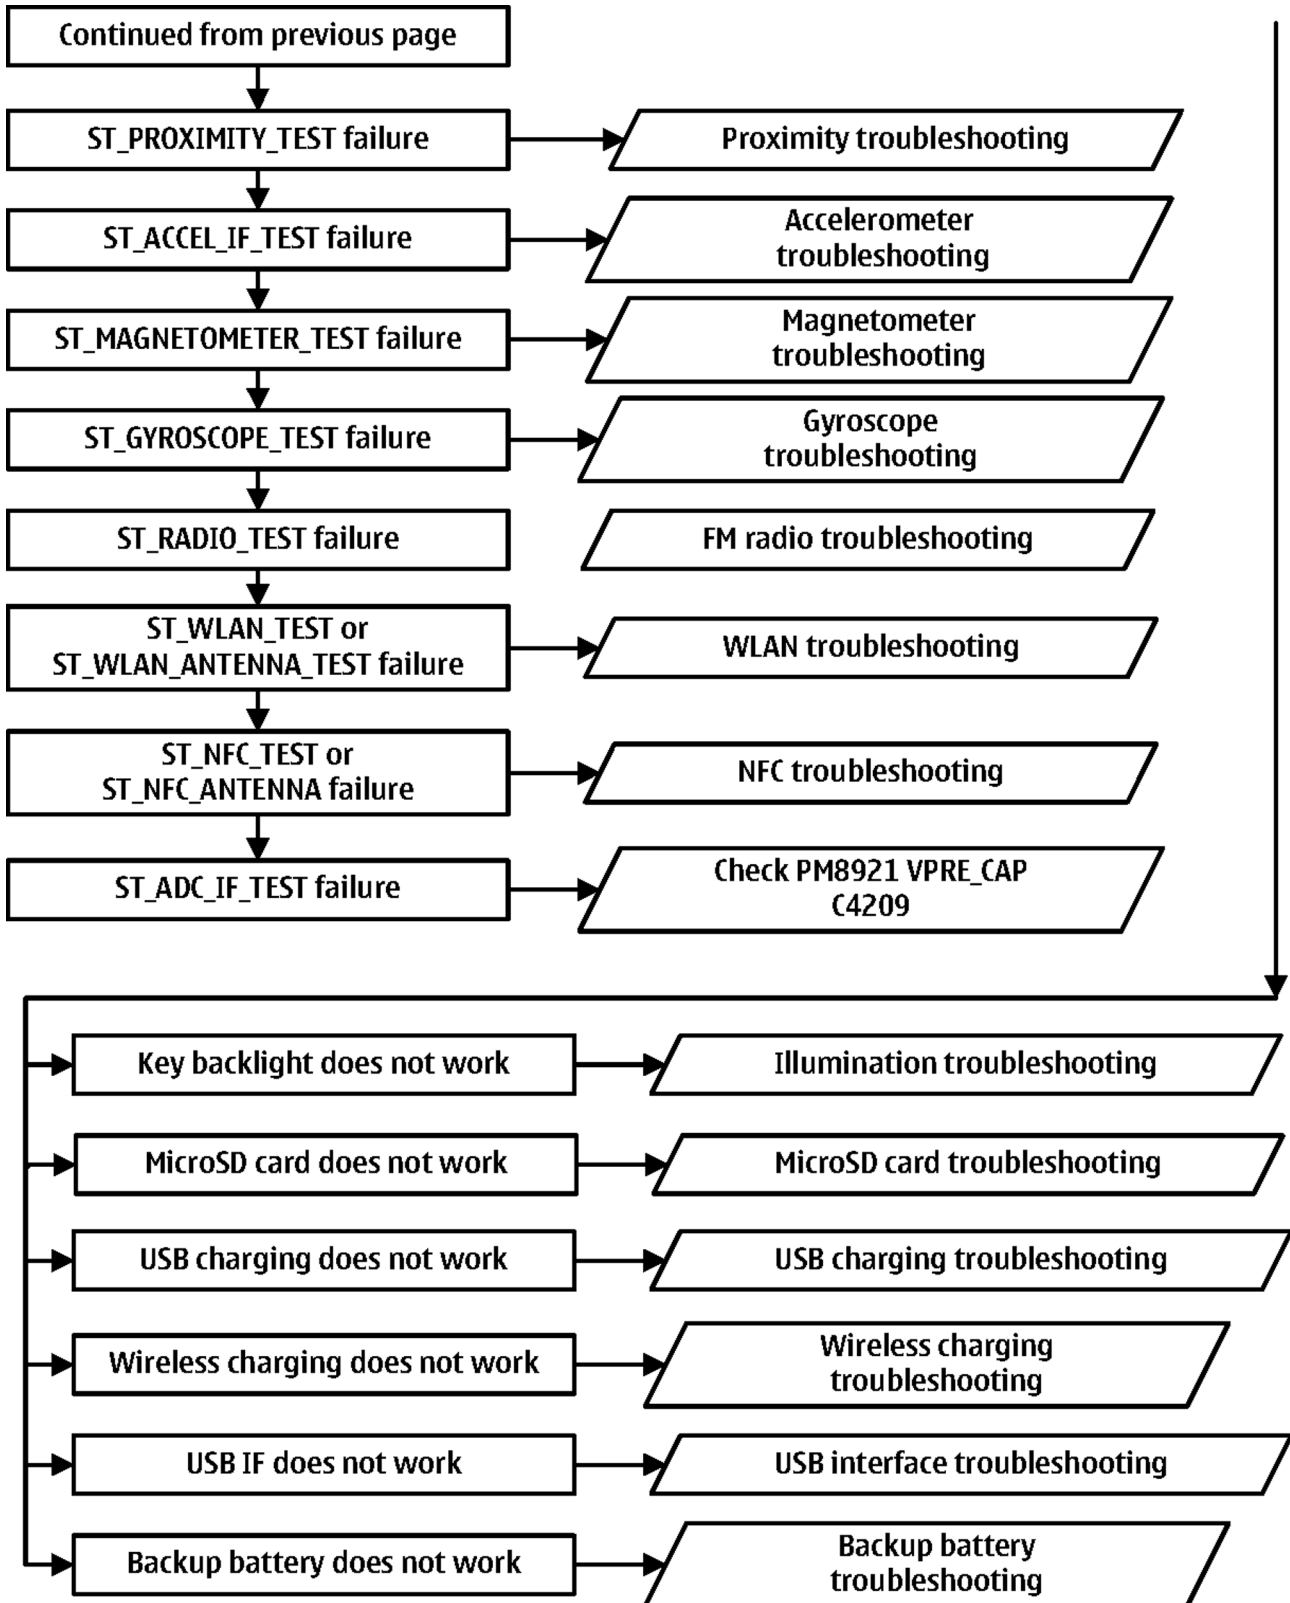 Continued from previous page
ST_PROXIMITY_TEST failure
Proximity troubleshooting
ST_ACCEL_IF_TEST failure
Accelerometer
troubleshooting
ST_MAGNETOMETER_TEST failure
Magnetometer
troubleshooting
ST_GYROSCOPE_TEST failure
Gyroscope
troubleshooting
ST_RADIO_TEST failure
FM radio troubleshooting
ST_WLAN_TEST or
ST_WLAN_ANTENNA_TEST failure
WLAN troubleshooting
ST_NFC_TEST or
ST_NFC_ANTENNA failure
NFC troubleshooting
ST_ADC_IF_TEST failure
Check PM8921 VPRE_CAP
C4209
Key backlight does not work
Illumination troubleshooting
MicroSD card does not work
MicroSD card troubleshooting
USB charging does not work
USB charging troubleshooting
Wireless charging does not work
Wireless charging
troubleshooting
USB IF does not work
USB interface troubleshooting
Backup battery does not work
Backup battery
troubleshooting